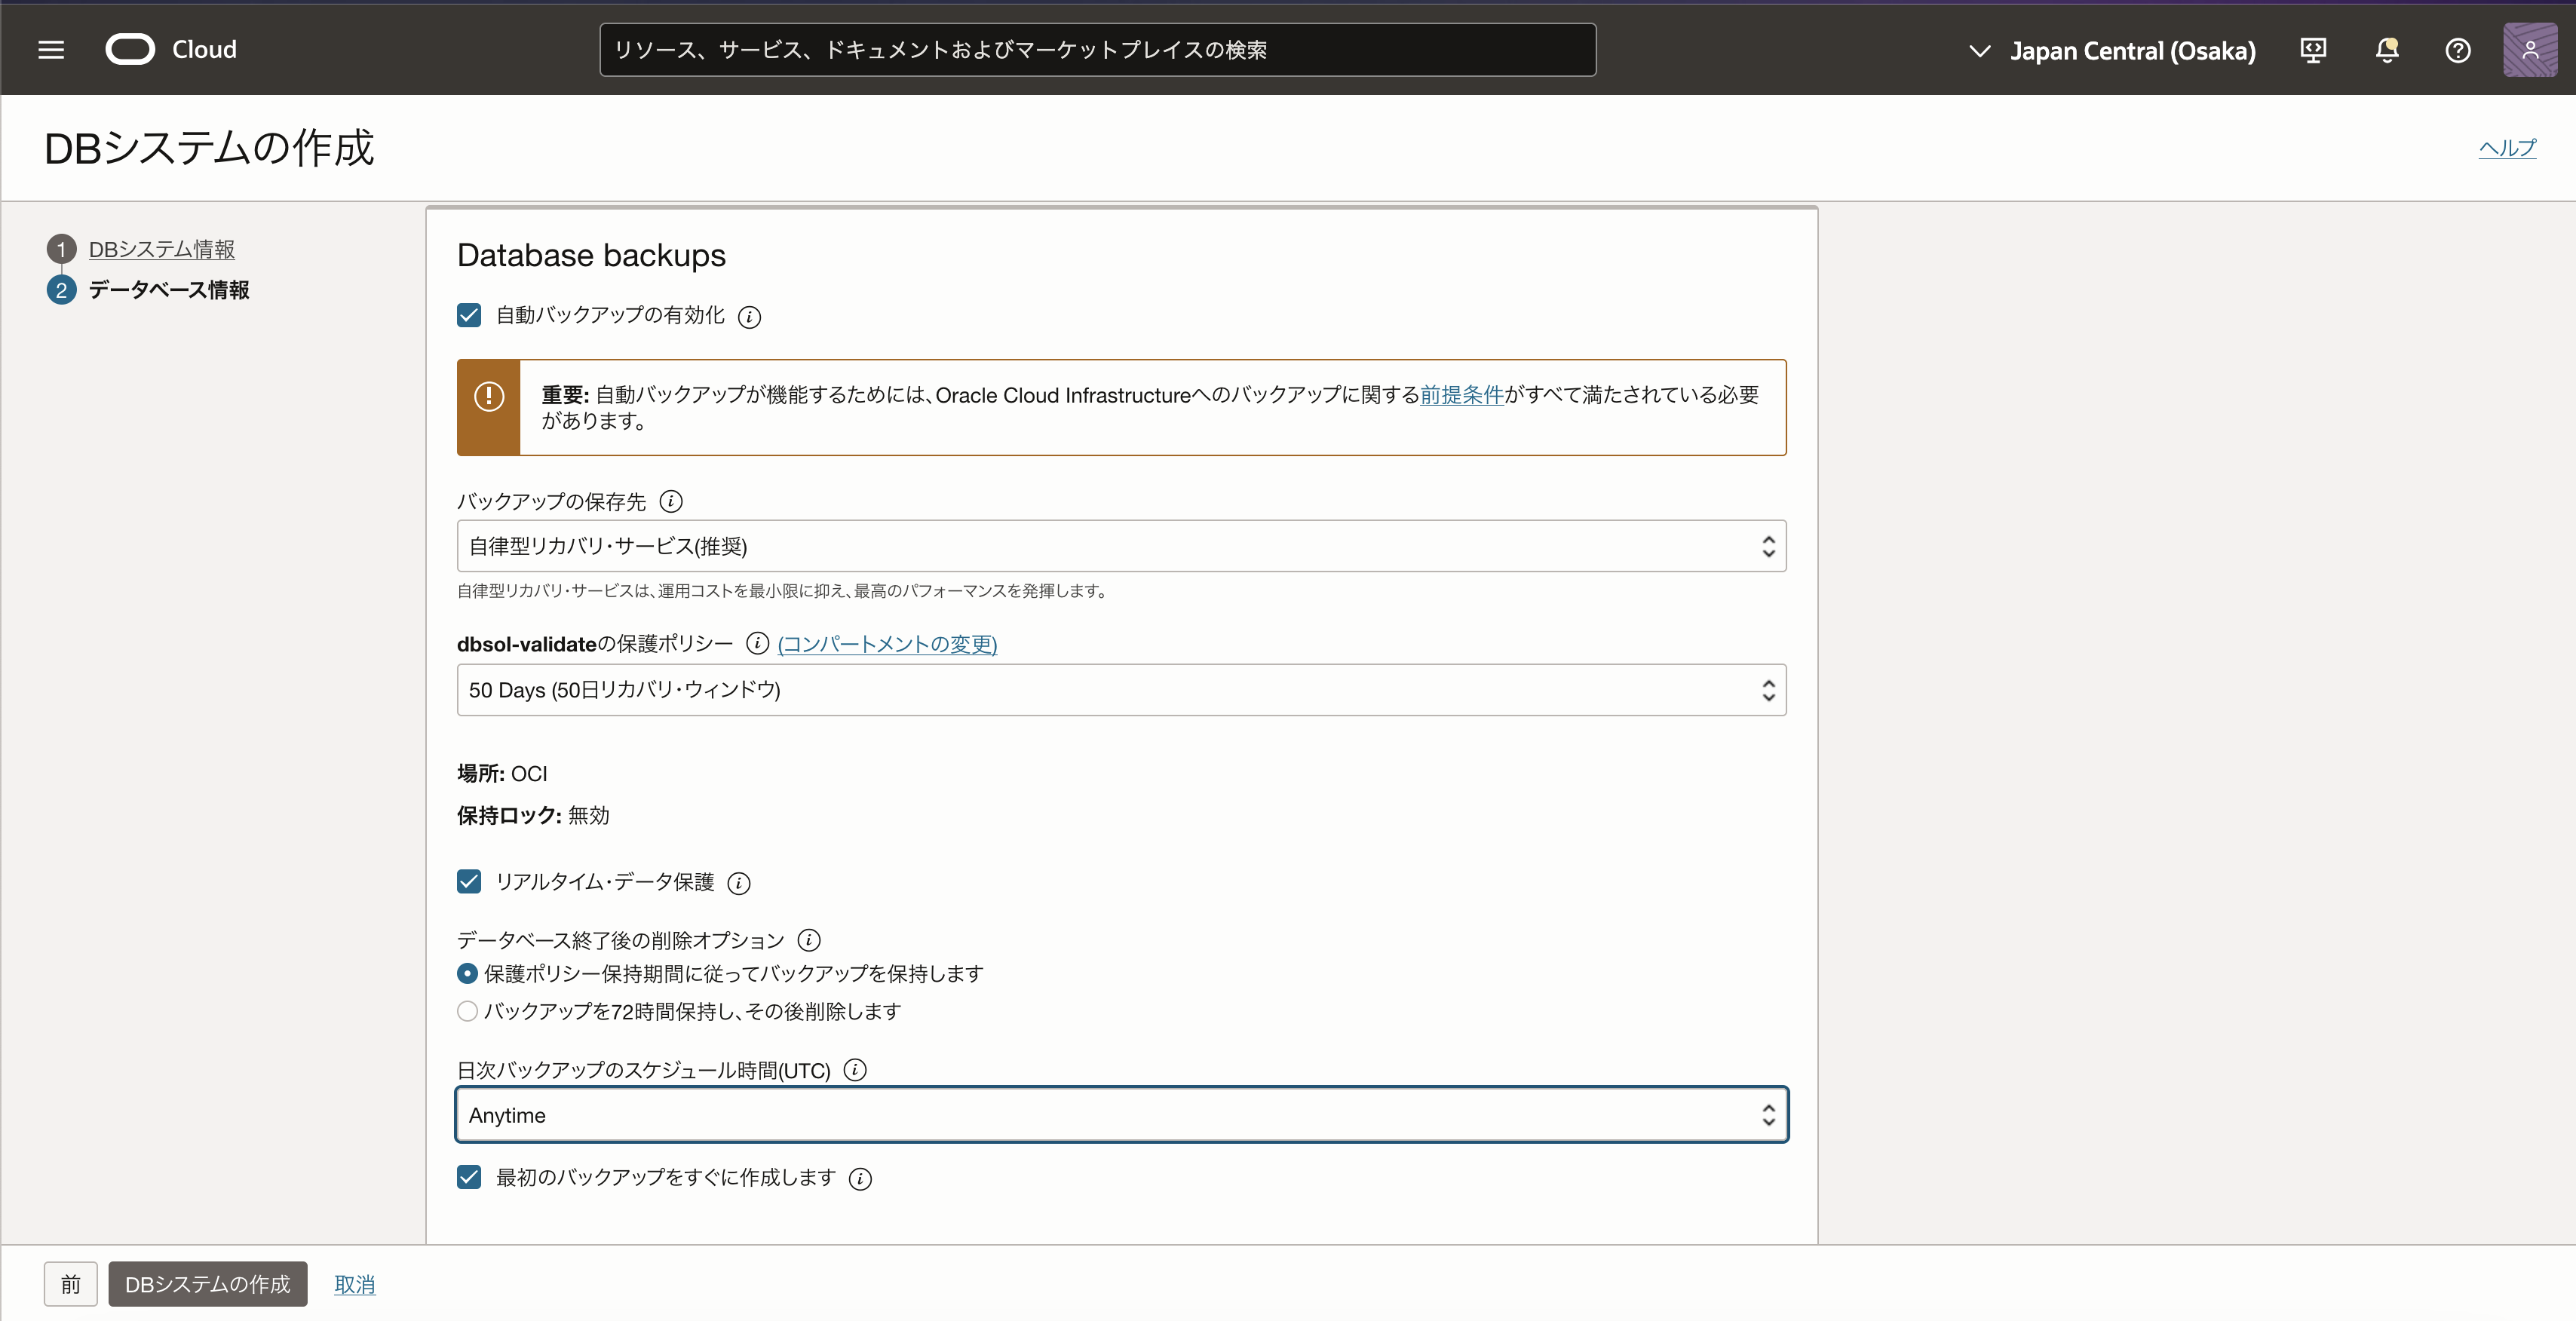 Cloud
リソース、サービス、ドキュメントおよびマーケットプレイスの検索
Japan Central (Osaka)
DBシステムの作成
ヘルプ
1 DBシステム情報
2 データベース情報
Database backups
自動バックアップの有効化
重要: 自動バックアップが機能するためには、Oracle Cloud Infrastructureへのバックアップに関する前提条件がすべて満たされている必要
があります。
バックアップの保存先
自律型リカバリ・サービス(推奨)
自律型リカバリ・サービスは、運用コストを最小限に抑え、最高のパフォーマンスを発揮します。
dbsol-validateの保護ポリシー (コンパートメントの変更)
50 Days (50日リカバリ・ウィンドウ)
場所: OCI
保持ロック: 無効
リアルタイム・データ保護
データベース終了後の削除オプション
保護ポリシー保持期間に従ってバックアップを保持します
バックアップを72時間保持し、その後削除します
日次バックアップのスケジュール時間(UTC)
Anytime
最初のバックアップをすぐに作成します
前 DBシステムの作成 取消